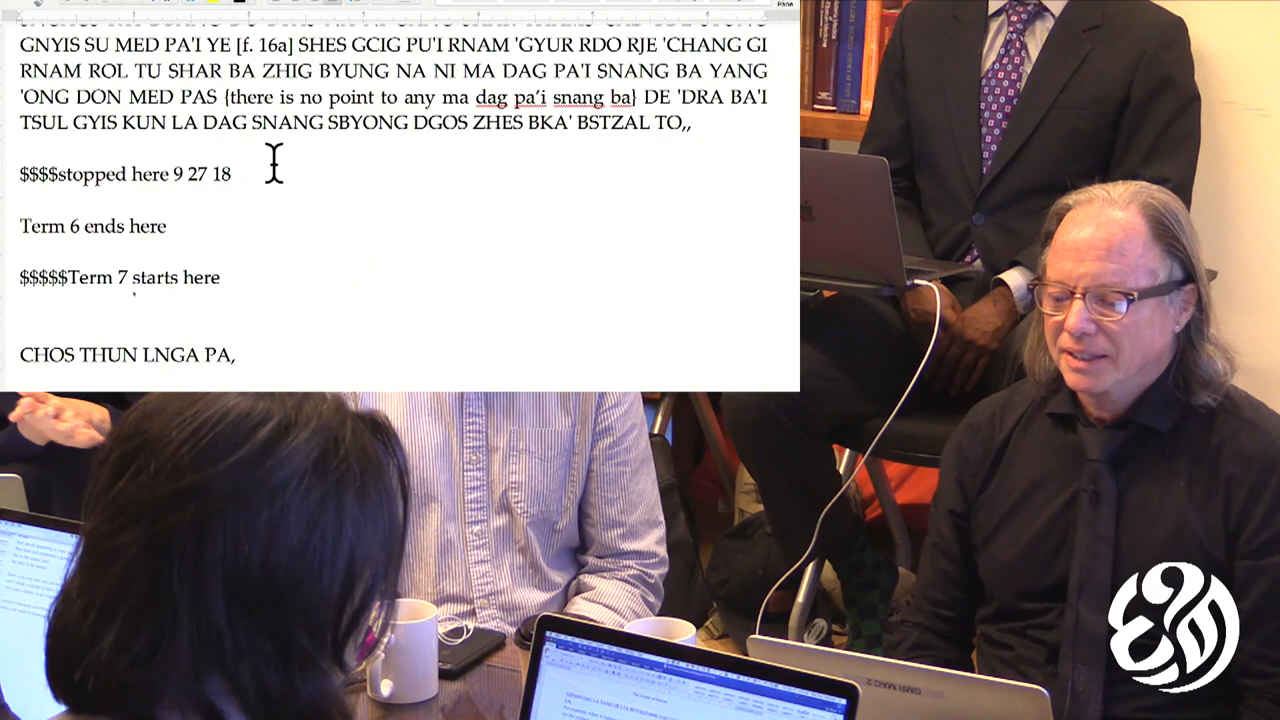 GNYIS SU MED PA'I YE [f. 16a] SHES GCIG PU'I RNAM 'GYUR RDO RJE 'CHANG GI
RNAM ROL TU SHAR BA ZHIG BYUNG NA NI MA DAG PA'I SNANG BA YANG
'ONG DON MED PAS {there is no point to any ma dag pa'i snang ba} DE 'DRA BA'I
TSUL GYIS KUN LA DAG SNANG SBYONG DGOS ZHES BKA' BSTZAL TO,,
$$$$stopped here 9 27 18
Term 6 ends here
$$$$$Term 7 starts here
CHOS THUN LNGA PA,